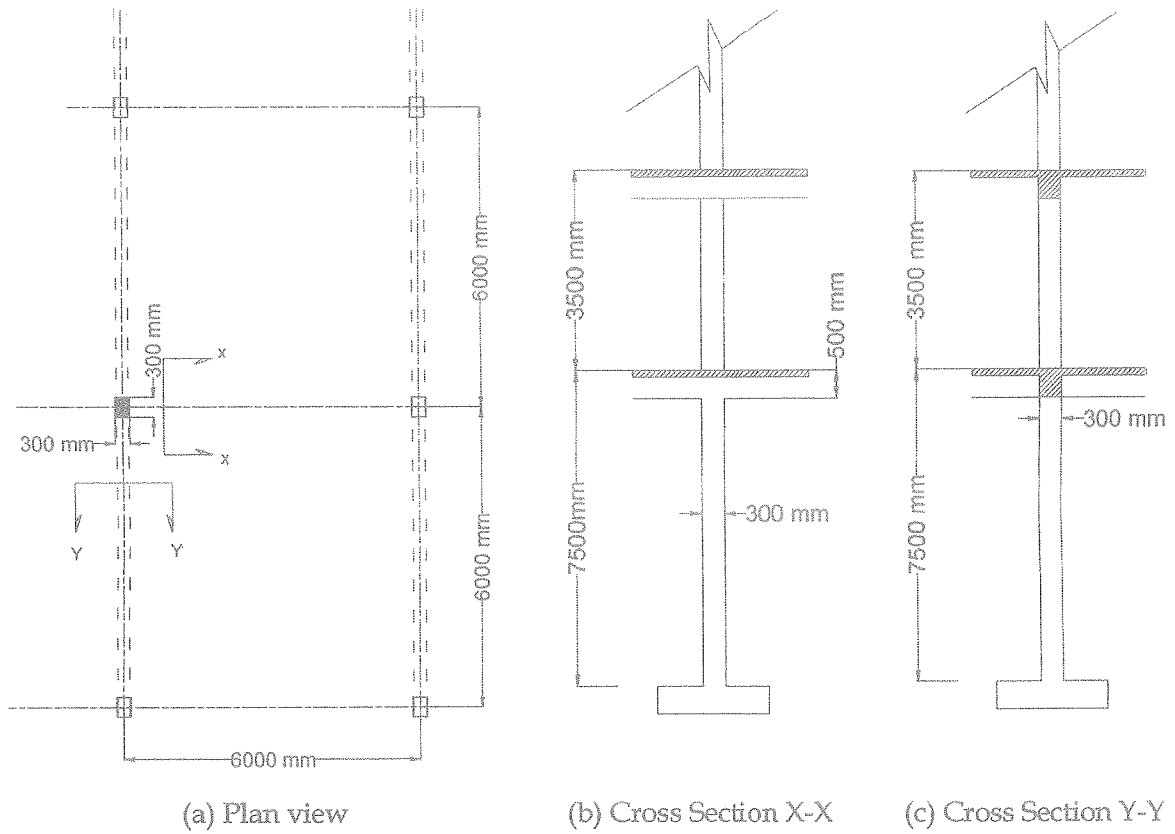 6000 mm
300 mm
x
300 mm
x
Y
Y
6000 mm
6000 mm
(a) Plan view
3500 mm
500 mm
7500mm
300 mm
(b) Cross Section X-X
3500 mm
300 mm
7500 mm
(c) Cross Section Y-Y